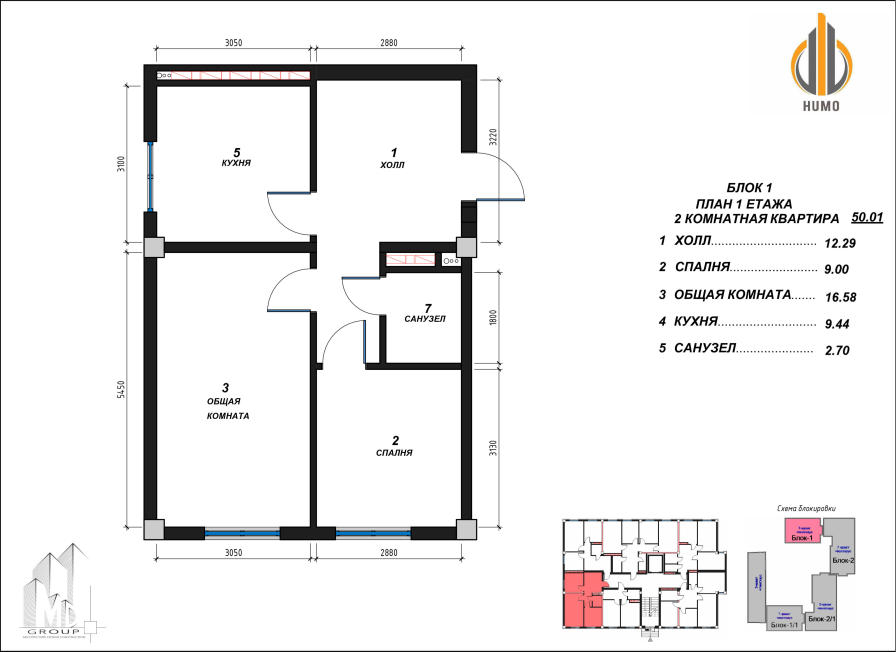 3050
2880
HUMO
3100
3220
5
КУХНЯ
1
ХОЛЛ
БЛОК 1
ПЛАН 1 ЕТАЖА
2 КОМНАТНАЯ КВАРТИРА 50.01
1 ХОЛЛ........................... 12.29
2 СПАЛНЯ....................... 9.00
3 ОБЩАЯ КОМНАТА....... 16.58
4 КУХНЯ.......................... 9.44
5 САНУЗЕЛ...................... 2.70
7
САНУЗЕЛ
1800
5450
3
ОБЩАЯ
КОМНАТА
2
СПАЛНЯ
3130
3050
2880
Схема блокировки
Блок-1
Блок-2
Блок-1/1
Блок-2/1
GROUP